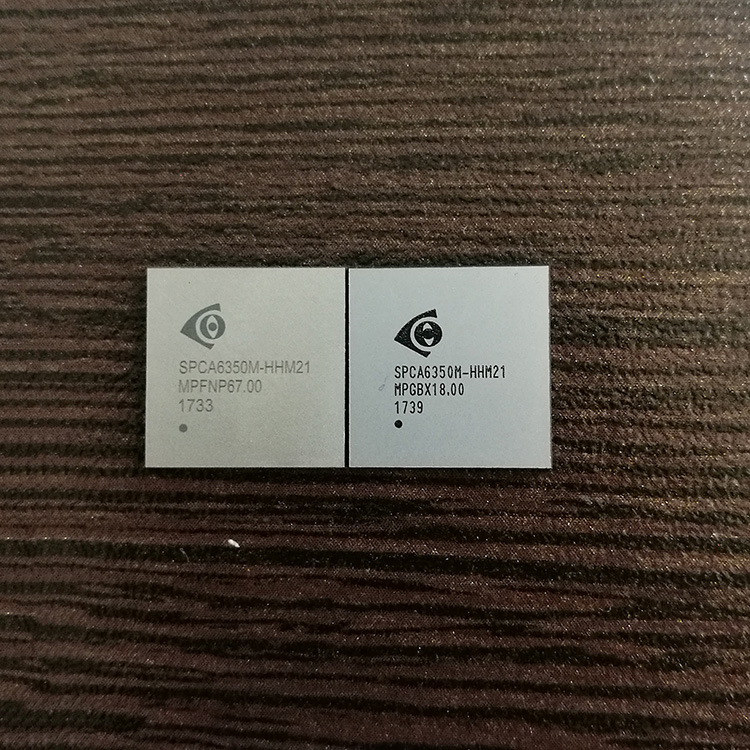 SPCA6350M-HHM21
MPFNP67.00
1733
SPCA6350M-HHM21
MPGBX18.00
1739